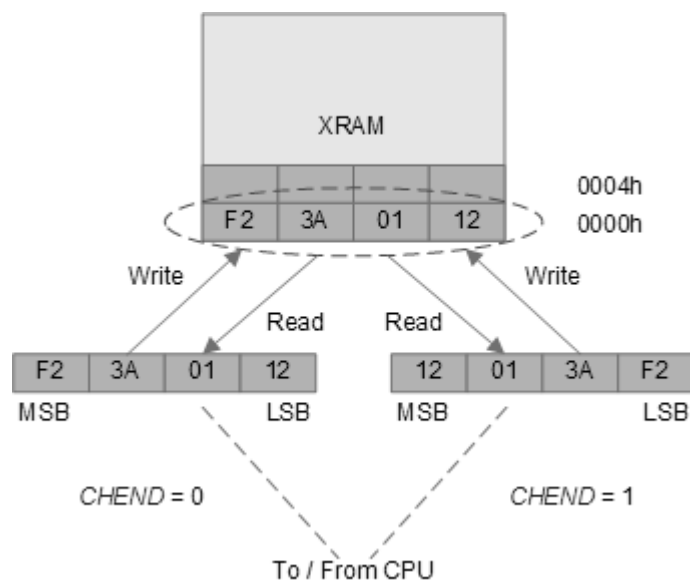 XRAM
0004h
F2 3A 01 12
0000h
Write
Write
Read
Read
F2 3A 01 12
12 01 3A F2
MSB
LSB
MSB
LSB
CHEND = 0
CHEND = 1
To / From CPU